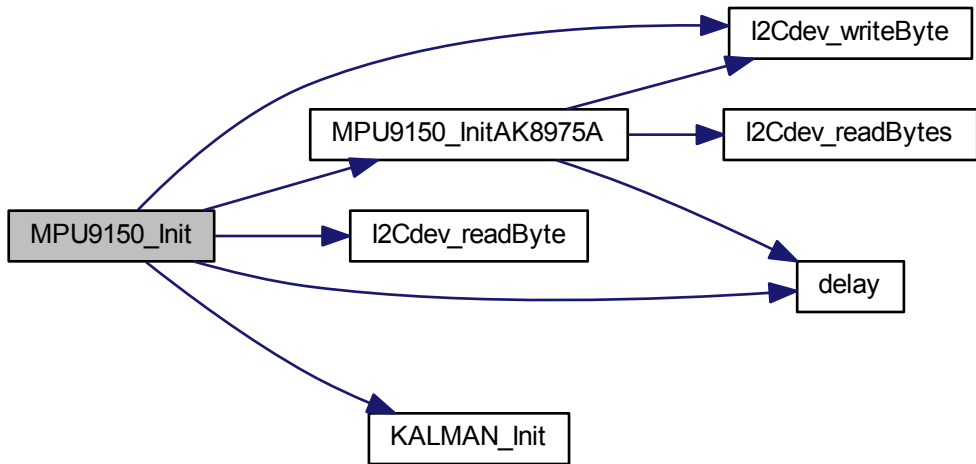 I2Cdev_writeByte
MPU9150_InitAK8975A
I2Cdev_readBytes
MPU9150_Init
I2Cdev_readByte
delay
KALMAN_Init